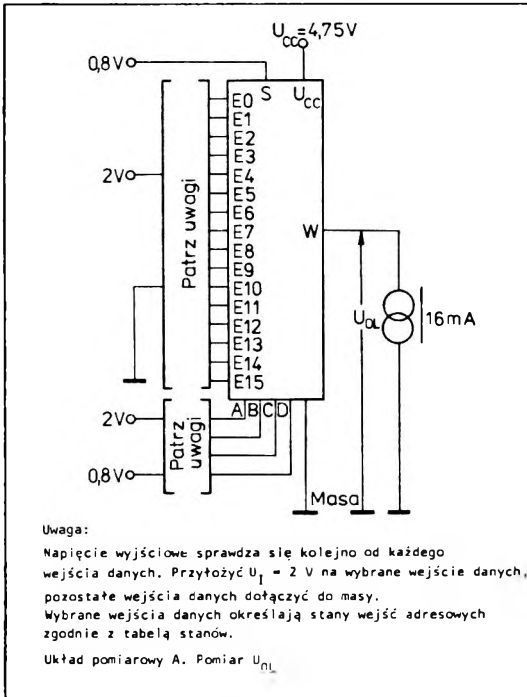 U_CC=4,75V
0,8V
S U_CC
E0
E1
E2
E3
2V
E4
E5
E6
E7
W
E8
E9
E10
U_OL
16mA
E11
E12
E13
E14
E15
Patrz uwagi
A B C D
2V
Patrz uwagi
0,8V
Masa
Uwaga:
Napięcie wyjściowe sprawdza się kolejno od każdego
wejścia danych. Przyłożyć U_I = 2 V na wybrane wejście danych,
pozostałe wejścia danych dołączyć do masy.
Wybrane wejścia danych określają stany wejść adresowych
zgodnie z tabelą stanów.
Układ pomiarowy A. Pomiar U_OL